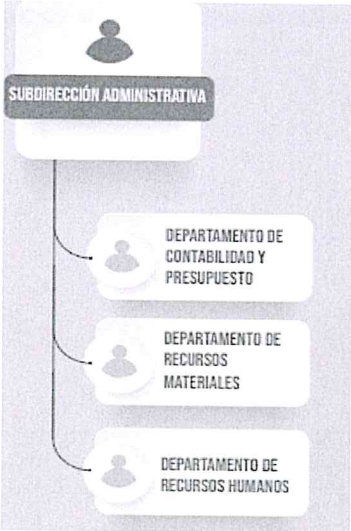 SUBDIRECCIÓN ADMINISTRATIVA
DEPARTAMENTO DE
CONTABILIDAD Y
PRESUPUESTO
DEPARTAMENTO DE
RECURSOS
MATERIALES
DEPARTAMENTO DE
RECURSOS HUMANOS